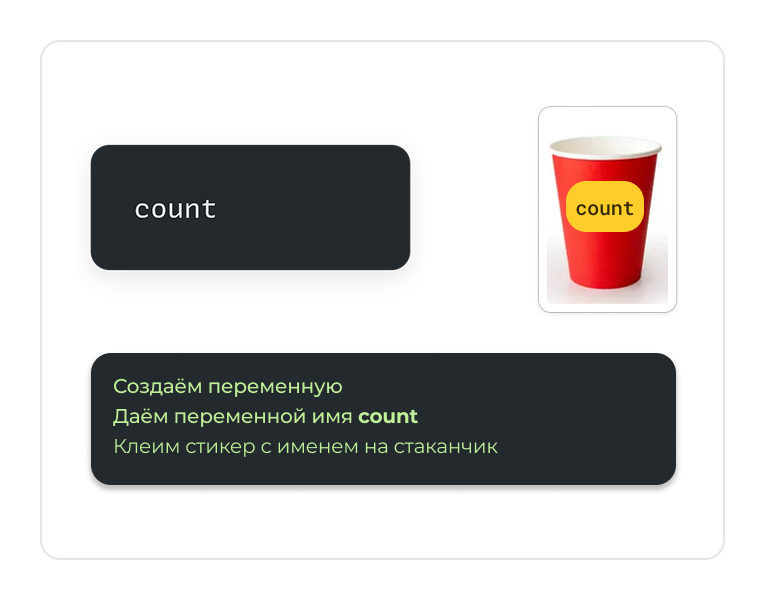 count
count
Создаём переменную
Даём переменной имя count
Клеим стикер с именем на стаканчик